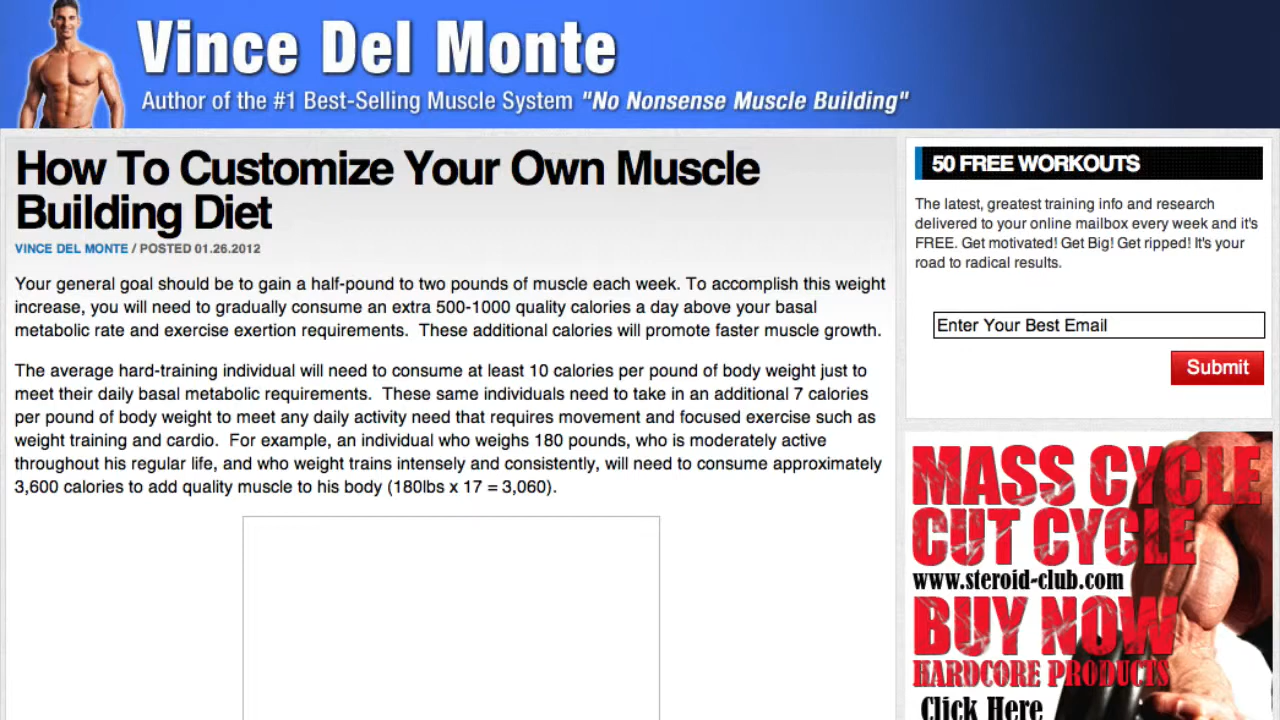 Vince Del Monte
Author of the #1 Best-Selling Muscle System "No Nonsense Muscle Building"
How To Customize Your Own Muscle
Building Diet
VINCE DEL MONTE / POSTED 01.26.2012
Your general goal should be to gain a half-pound to two pounds of muscle each week. To accomplish this weight
increase, you will need to gradually consume an extra 500-1000 quality calories a day above your basal
metabolic rate and exercise exertion requirements.  These additional calories will promote faster muscle growth.
The average hard-training individual will need to consume at least 10 calories per pound of body weight just to
meet their daily basal metabolic requirements.  These same individuals need to take in an additional 7 calories
per pound of body weight to meet any daily activity need that requires movement and focused exercise such as
weight training and cardio.  For example, an individual who weighs 180 pounds, who is moderately active
throughout his regular life, and who weight trains intensely and consistently, will need to consume approximately
3,600 calories to add quality muscle to his body (180lbs x 17 = 3,060).
50 FREE WORKOUTS
The latest, greatest training info and research
delivered to your online mailbox every week and it's
FREE. Get motivated! Get Big! Get ripped! It's your
road to radical results.
Enter Your Best Email
Submit
MASS CYCLE
CUT CYCLE
www.steroid-club.com
BUY NOW
HARDCORE PRODUCTS
Click Here